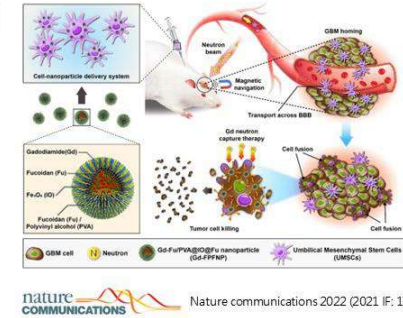 Cell-nanoparticle delivery system
Neutron
beam
Magnetic
navigation
GBM homing
Transport across BBB
Gadodiamide(Gd)
Fucoidan (Fu)
Fe₃O₄ (IO)
Fucoidan (Fu) /
Polyvinyl alcohol (PVA)
Gd neutron
capture therapy
Tumor cell killing
Cell fusion
Cell fusion
GBM cell
N
Neutron
Gd-Fu/PVA@IO@Fu nanoparticle
(Gd-FPFNP)
Umbilical Mesenchymal Stem Cells
(UMSCs)
nature
COMMUNICATIONS
Nature communications 2022 (2021 IF: 1